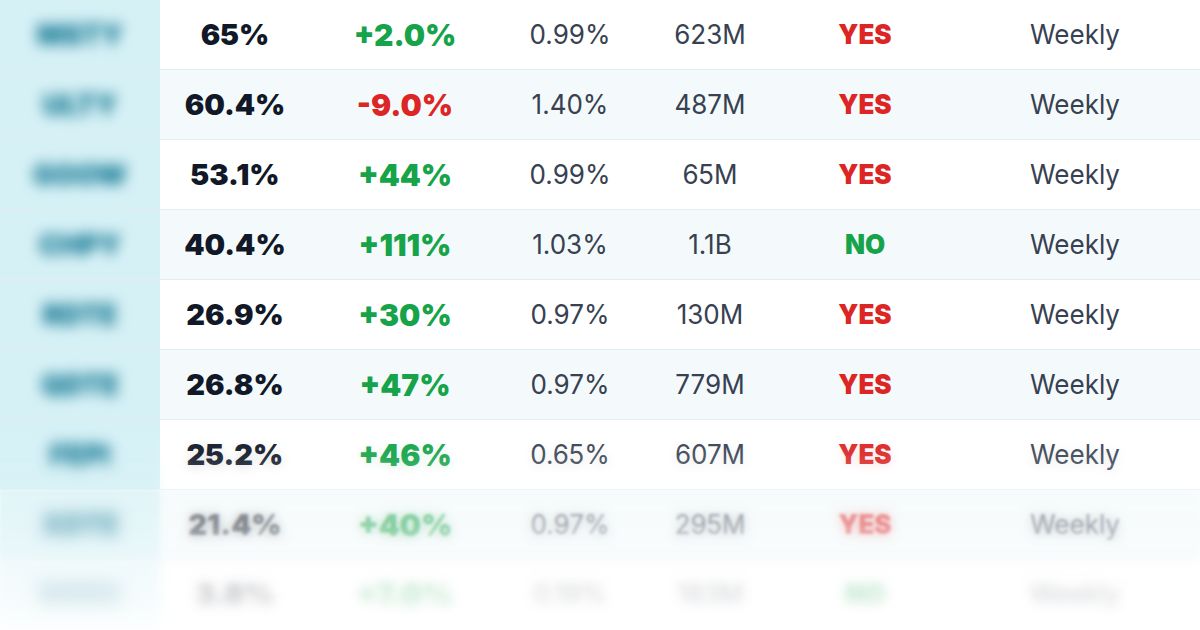 65% +2.0% 0.99% 623M YES Weekly
60.4% -9.0% 1.40% 487M YES Weekly
53.1% +44% 0.99% 65M YES Weekly
40.4% +111% 1.03% 1.1B NO Weekly
26.9% +30% 0.97% 130M YES Weekly
26.8% +47% 0.97% 779M YES Weekly
25.2% +46% 0.65% 607M YES Weekly
21.4% +40% 0.97% 295M YES Weekly
NO Weekly